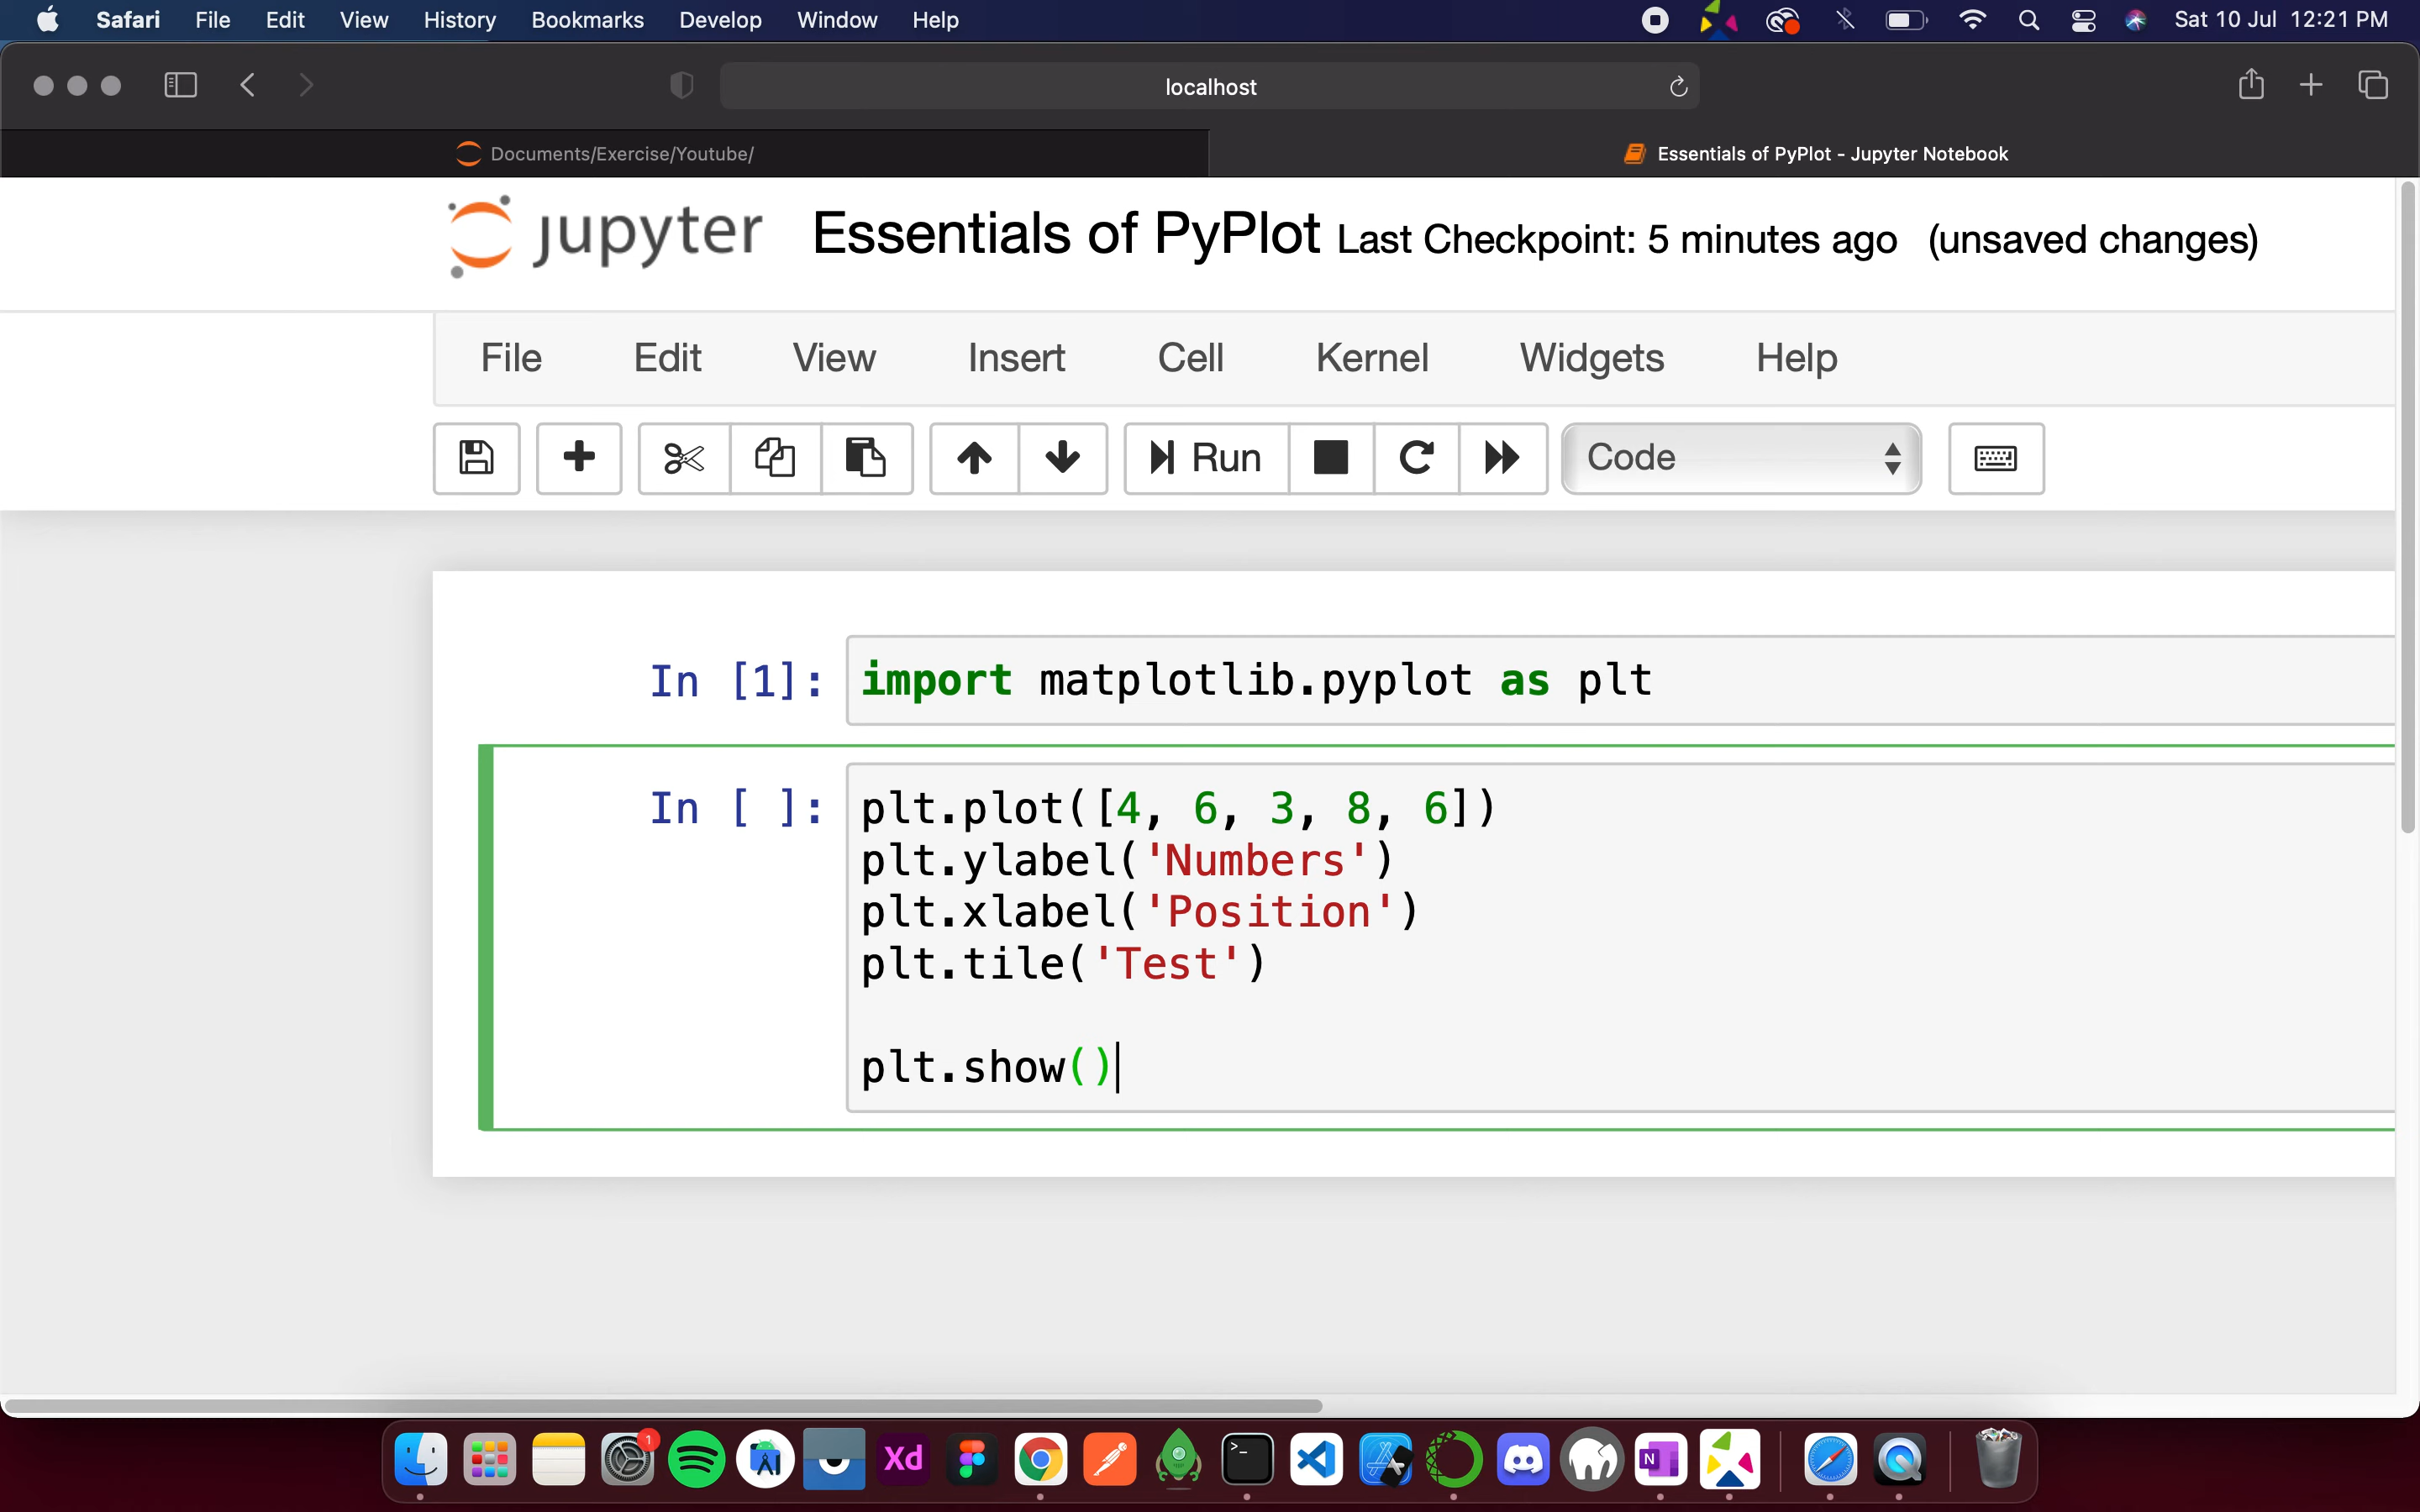 Safari File Edit View History Bookmarks Develop Window Help Sat 10 Jul 12:21 PM
localhost
Documents/Exercise/Youtube/ Essentials of PyPlot - Jupyter Notebook
jupyter Essentials of PyPlot Last Checkpoint: 5 minutes ago (unsaved changes)
File Edit View Insert Cell Kernel Widgets Help
Run Code
In [1]: import matplotlib.pyplot as plt
In [ ]: plt.plot([4, 6, 3, 8, 6])
plt.ylabel('Numbers')
plt.xlabel('Position')
plt.tile('Test')
plt.show()
1
Xd >_ N